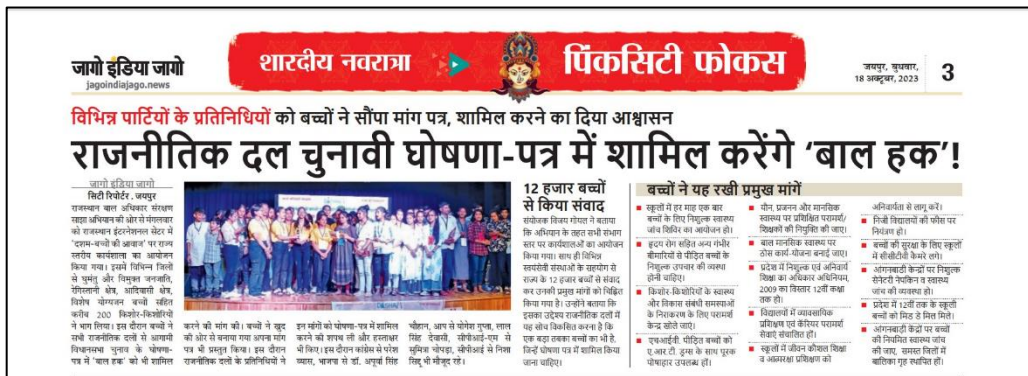 जागो इंडिया जागो
jagoindiajago.news
शारदीय नवरात्रा
पिंकसिटी फोकस
जयपुर, बुधवार,
18 अक्टूबर, 2023
3
विभिन्न पार्टियों के प्रतिनिधियों को बच्चों ने सौंपा मांग पत्र, शामिल करने का दिया आश्वासन
राजनीतिक दल चुनावी घोषणा-पत्र में शामिल करेंगे ‘बाल हक’!
जागो इंडिया जागो
सिटी रिपोर्टर . जयपुर
राजस्थान बाल अधिकार संरक्षण
साझा अभियान की ओर से मंगलवार
को राजस्थान इंटरनेशनल सेंटर में
'दशम-बच्चों की आवाज' पर राज्य
स्तरीय कार्यशाला का आयोजन
किया गया। इसमें विभिन्न जिलों
से घुमंतु और विमुक्त जनजाति,
रेगिस्तानी क्षेत्र, आदिवासी क्षेत्र,
विशेष योग्यजन बच्चों सहित
करीब 200 किशोर-किशोरियों
ने भाग लिया। इस दौरान बच्चों ने
सभी राजनीतिक दलों से आगामी
विधानसभा चुनाव के घोषणा-
पत्र में 'बाल हक' को भी शामिल
करने की मांग की। बच्चों ने खुद
की ओर से बनाया गया अपना मांग
पत्र भी प्रस्तुत किया। इस दौरान
राजनीतिक दलों के प्रतिनिधियों ने
इन मांगों को घोषणा-पत्र में शामिल
करने की शपथ ली और हस्ताक्षर
भी किए। इस दौरान कांग्रेस से परेश
व्यास, भाजपा से डॉ. अपूर्वा सिंह
चौहान, आप से योगेश गुप्ता, लाल
सिंह देवासी, सीपीआई-एम से
सुमित्रा चोपड़ा, सीपीआई से निशा
सिद्धू भी मौजूद रहे।
12 हजार बच्चों
से किया संवाद
संयोजक विजय गोयल ने बताया
कि अभियान के तहत सभी संभाग
स्तर पर कार्यशालाओं का आयोजन
किया गया। साथ ही विभिन्न
स्वयंसेवी संस्थाओं के सहयोग से
राज्य के 12 हजार बच्चों से संवाद
कर उनकी प्रमुख मांगों को चिह्नित
किया गया है। उन्होंने बताया कि
इसका उद्देश्य राजनीतिक दलों में
यह सोच विकसित करना है कि
एक बड़ा तबका बच्चों का भी है,
जिन्हें घोषणा पत्र में शामिल किया
जाना चाहिए।
बच्चों ने यह रखी प्रमुख मांगें
स्कूलों में हर माह एक बार
बच्चों के लिए निशुल्क स्वास्थ्य
जांच शिविर का आयोजन हो।
हृदय रोग सहित अन्य गंभीर
बीमारियों से पीड़ित बच्चों के
निशुल्क उपचार की व्यस्था
होनी चाहिए।
किशोर-किशोरियों के स्वास्थ्य
और विकास संबंधी समस्याओं
के निराकरण के लिए परामर्श
केन्द्र खोले जाएं।
एचआईवी. पीड़ित बच्चों को
ए.आर.टी. ड्रग्स के साथ पूरक
पोषाहार उपलब्ध हों।
यौन, प्रजनन और मानसिक
स्वास्थ्य पर प्रशिक्षित परामर्श/
शिक्षकों की नियुक्ति की जाए।
बाल मानसिक स्वास्थ्य पर
ठोस कार्य-योजना बनाई जाए।
प्रदेश में निशुल्क एवं अनिवार्य
शिक्षा का अधिकार अधिनियम,
2009 का विस्तार 12वीं कक्षा
तक हो।
विद्यालयों में व्यावसायिक
प्रशिक्षण एवं कॅरियर परामर्श
सेवाएं संचालित हों।
स्कूलों में जीवन कौशल शिक्षा
व आत्मरक्षा प्रशिक्षण को
अनिवार्यता से लागू करें।
निजी विद्यालयों की फीस पर
नियंत्रण हो।
बच्चों की सुरक्षा के लिए स्कूलों
में सीसीटीवी कैमरे लगे।
आंगनबाड़ी केन्द्रों पर निशुल्क
सेनेटरी नेपकिन व स्वास्थ्य
जांच की व्यवस्था हो।
प्रदेश में 12वीं तक के स्कूली
बच्चों को मिड डे मिल मिले।
आंगनबाड़ी केंद्रों पर बच्चों
की नियमित स्वास्थ्य जांच
की जाए, समस्त जिलों में
बालिका गृह स्थापित हों।